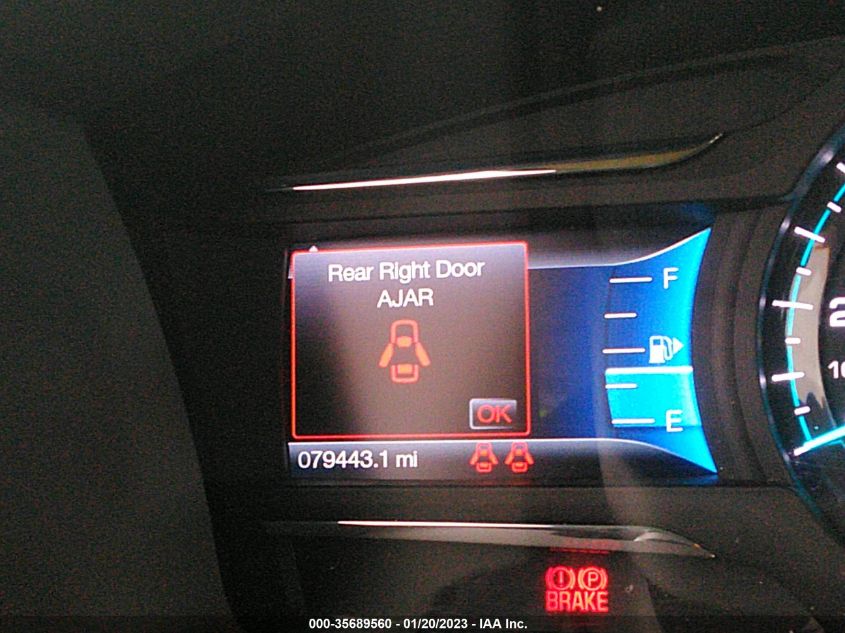 Rear Right Door
AJAR
OK
079443.1 mi
F
E
BRAKE
P
000-35689560 - 01/20/2023 - IAA Inc.